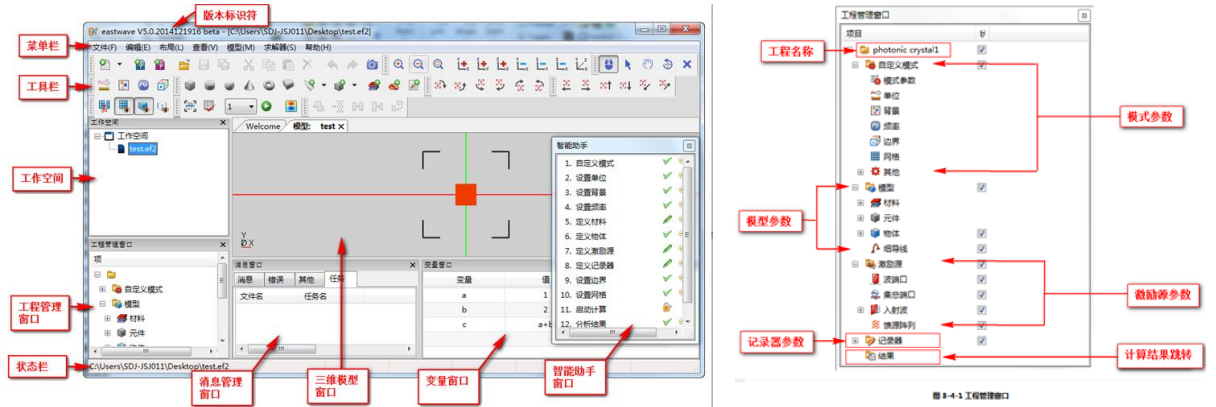 版本标识符
eastwave V5.0.2014121916 beta - [C:\Users\SDJ-JSJ011\Desktop\test.ef2]
菜单栏
文件(F) 编辑(E) 布局(L) 查看(V) 模型(M) 求解器(S) 帮助(H)
工具栏
1
工作空间
Welcome 模型: test
工作空间
test.ef2
工作空间
Y
X
智能助手
1. 自定义模式
2. 设置单位
3. 设置背景
4. 设置频率
5. 定义材料
6. 定义物体
7. 定义激励源
8. 定义记录器
9. 设置边界
10. 设置网格
11. 启动计算
12. 分析结果
工程管理窗口
项
自定义模式
模型
材料
元件
物体
工程管理
窗口
消息窗口
消息 错误 其他 任务
文件名 任务名
变量窗口
变量 值
a 1
b 2
c a+b
状态栏
C:\Users\SDJ-JSJ011\Desktop\test.ef2
消息管理
窗口
三维模型
窗口
变量窗口
智能助手
窗口
工程管理窗口
项目
工程名称
photonic crystal1
自定义模式
模式参数
单位
背景
频率
边界
网格
其他
模式参数
模型
材料
元件
物体
细导线
模型参数
激励源
波端口
集总端口
入射波
馈源阵列
激励源参数
记录器参数
记录器
结果
计算结果跳转
图 3-4-1 工程管理窗口